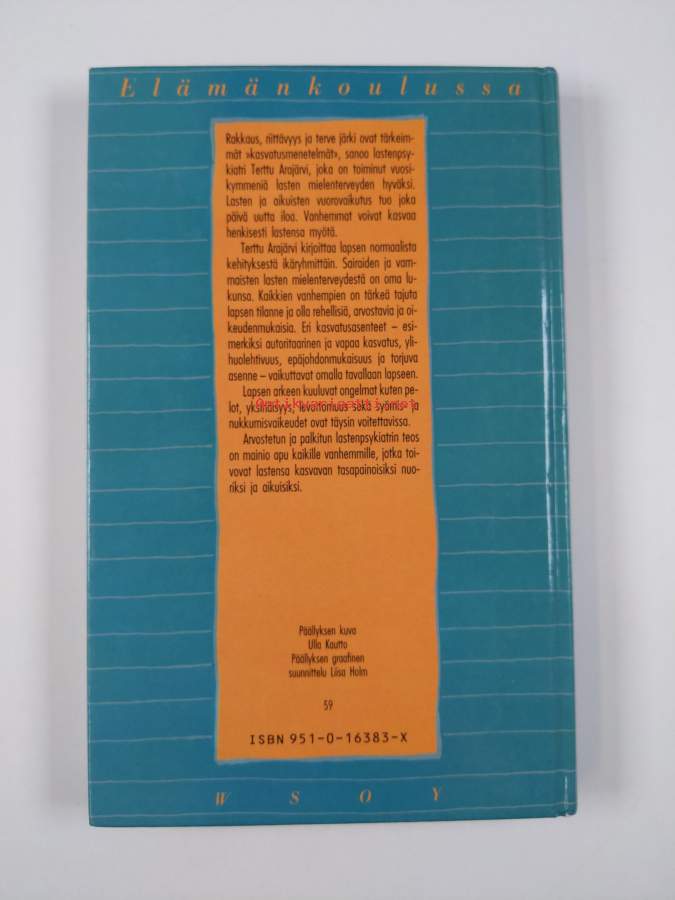 Elämänkoulussa
Rakkaus, riittävyys ja terve järki ovat tärkeim-
mät »kasvatusmenetelmät», sanoo lastenpsy-
kiatri Terttu Arajärvi, joka on toiminut vuosi-
kymmeniä lasten mielenterveyden hyväksi.
Lasten ja aikuisten vuorovaikutus tuo joka
päivä uutta iloa. Vanhemmat voivat kasvaa
henkisesti lastensa myötä.
Terttu Arajärvi kirjoittaa lapsen normaalista
kehityksestä ikäryhmittäin. Sairaiden ja vam-
maisten lasten mielenterveydestä on oma lu-
kunsa. Kaikkien vanhempien on tärkeä tajuta
lapsen tilanne ja olla rehellisiä, arvostavia ja oi-
keudenmukaisia. Eri kasvatusasenteet – esi-
merkiksi autoritaarinen ja vapaa kasvatus, yli-
huolehtivuus, epäjohdonmukaisuus ja torjuva
asenne – vaikuttavat omalla tavallaan lapseen.
Lapsen arkeen kuuluvat ongelmat kuten pe-
lot, yksinäisyys, levottomuus sekä syömis- ja
nukkumisvaikeudet ovat täysin voitettavissa.
Arvostetun ja palkitun lastenpsykiatrin teos
on mainio apu kaikille vanhemmille, jotka toi-
vovat lastensa kasvavan tasapainoisiksi nuo-
riksi ja aikuisiksi.
Päällyksen kuva
Ulla Kautto
Päällyksen graafinen
suunnittelu Liisa Holm
59
ISBN 951-0-16383-X
WSOY